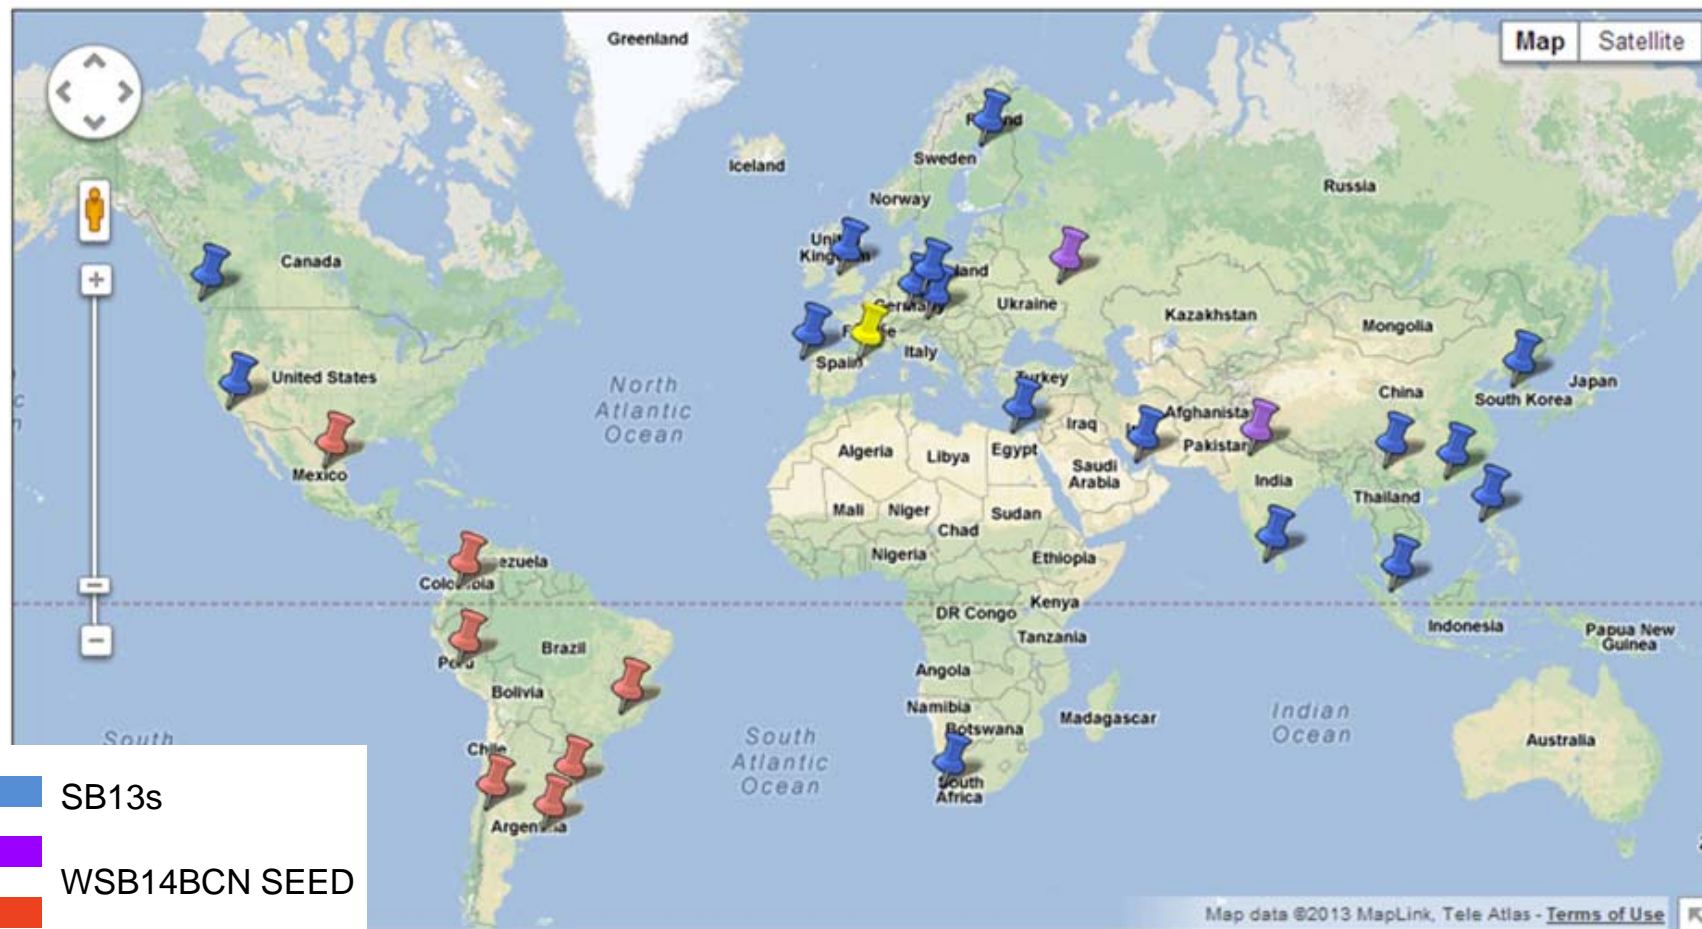 Greenland
Map Satellite
Iceland
Sweden
Norway
Russia
Canada
Ukraine
Kazakhstan
Mongolia
Italy
Spain
United States
North
Atlantic
Ocean
Turkey
China
Japan
South Korea
Iraq
Pakistan
Algeria
Libya
Egypt
Saudi
Arabia
India
Mexico
Thailand
Mali
Niger
Sudan
Chad
Nigeria
Ethiopia
Kenya
DR Congo
Tanzania
Indonesia
Papua New
Guinea
Brazil
Bolivia
Angola
Namibia
Botswana
Madagascar
Indian
Ocean
South
South
Atlantic
Ocean
Chile
Australia
South
Africa
SB13s
WSB14BCN SEED
Map data ©2013 MapLink, Tele Atlas - Terms of Use